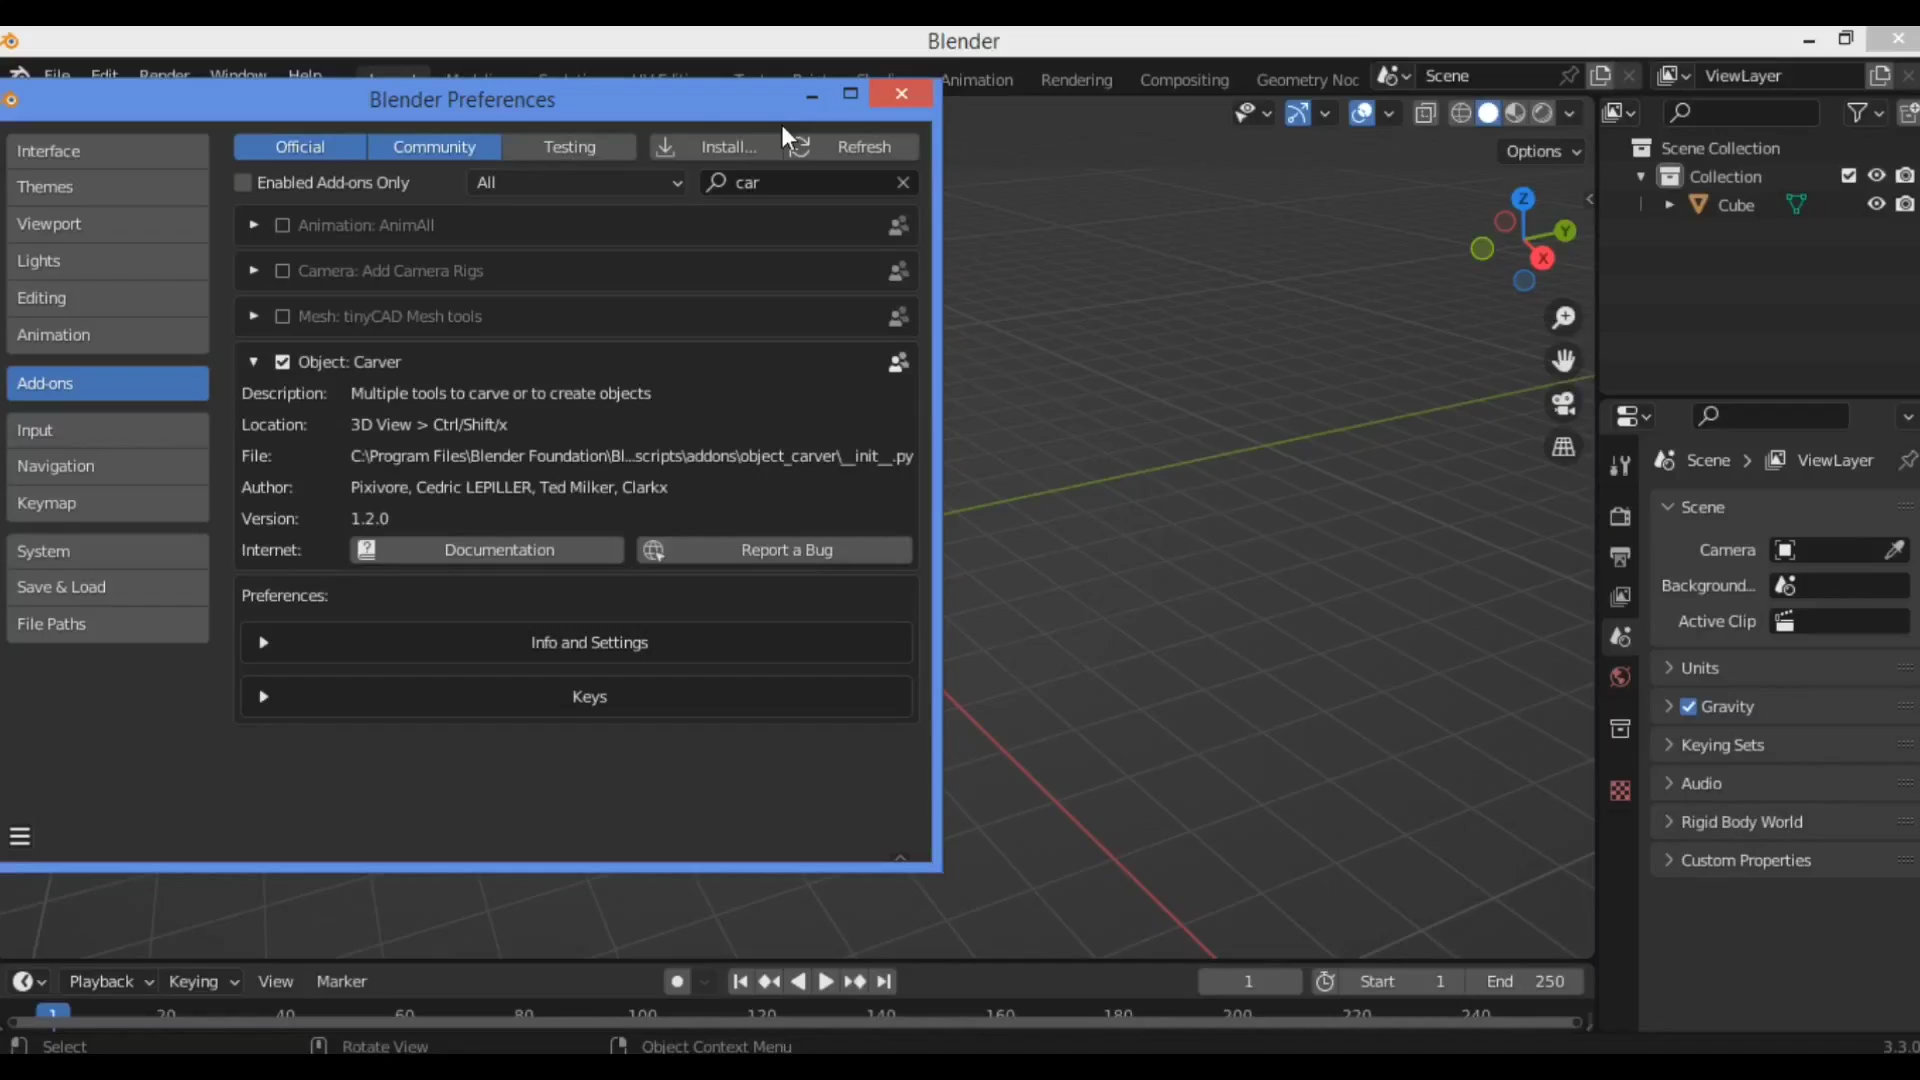 Blender
File Edit Render Window Help
Animation Rendering Compositing Geometry Noc Scene ViewLayer
Blender Preferences
Interface
Themes
Viewport
Lights
Editing
Animation
Add-ons
Input
Navigation
Keymap
System
Save & Load
File Paths
Official Community Testing Install... Refresh
Enabled Add-ons Only All car
Animation: AnimAll
Camera: Add Camera Rigs
Mesh: tinyCAD Mesh tools
Object: Carver
Description: Multiple tools to carve or to create objects
Location: 3D View > Ctrl/Shift/x
File: C:\Program Files\Blender Foundation\Bl...scripts\addons\object_carver\__init__.py
Author: Pixivore, Cedric LEPILLER, Ted Milker, Clarkx
Version: 1.2.0
Internet: Documentation Report a Bug
Preferences:
Info and Settings
Keys
Options
Z
Y
X
Scene Collection
Collection
Cube
Scene > ViewLayer
Scene
Camera
Background...
Active Clip
Units
Gravity
Keying Sets
Audio
Rigid Body World
Custom Properties
Playback Keying View Marker 1 Start 1 End 250
1 20 40 60 80 100 120 140 160 180 200 220 240
Select Rotate View Object Context Menu 3.3.0